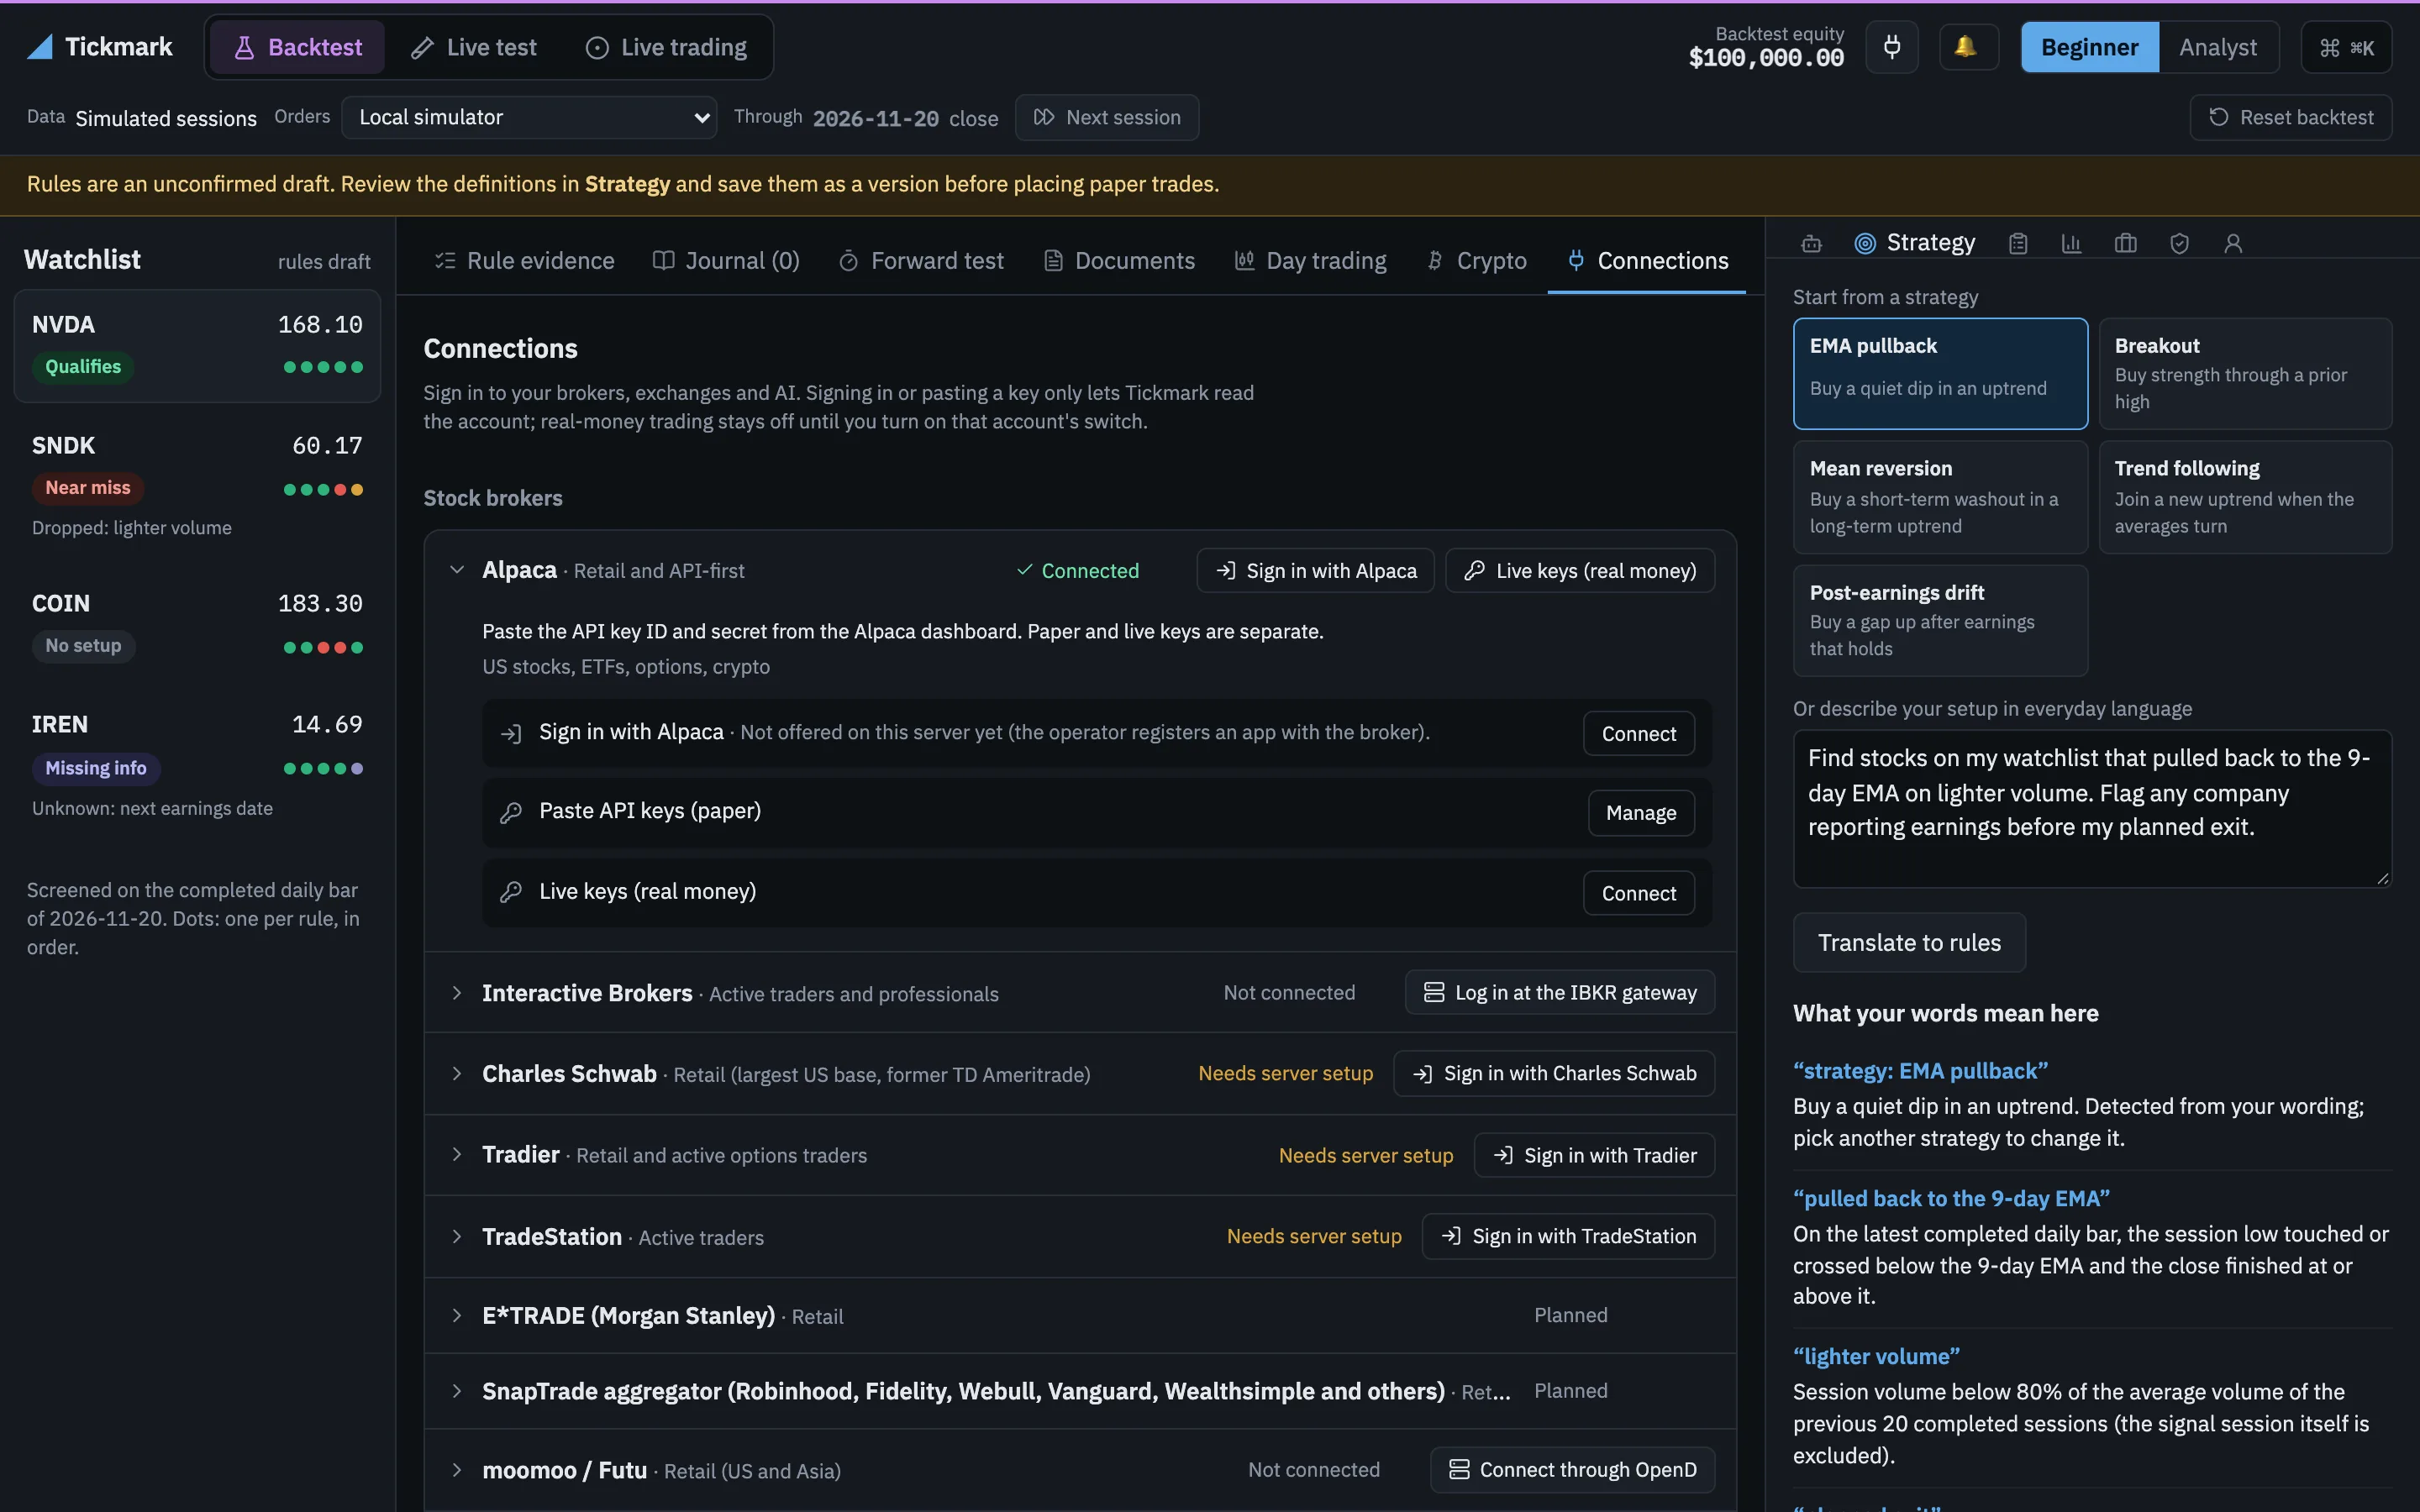 Tickmark
Backtest
Live test
Live trading
Backtest equity
$100,000.00
Beginner
Analyst
⌘ ⌘K
Data Simulated sessions
Orders Local simulator
Through 2026-11-20 close
Next session
Reset backtest
Rules are an unconfirmed draft. Review the definitions in Strategy and save them as a version before placing paper trades.
Watchlist
rules draft
NVDA 168.10
Qualifies
SNDK 60.17
Near miss
Dropped: lighter volume
COIN 183.30
No setup
IREN 14.69
Missing info
Unknown: next earnings date
Screened on the completed daily bar
of 2026-11-20. Dots: one per rule, in
order.
Rule evidence
Journal (0)
Forward test
Documents
Day trading
Crypto
Connections
Connections
Sign in to your brokers, exchanges and AI. Signing in or pasting a key only lets Tickmark read
the account; real-money trading stays off until you turn on that account's switch.
Stock brokers
Alpaca · Retail and API-first
Connected
Sign in with Alpaca
Live keys (real money)
Paste the API key ID and secret from the Alpaca dashboard. Paper and live keys are separate.
US stocks, ETFs, options, crypto
Sign in with Alpaca · Not offered on this server yet (the operator registers an app with the broker).
Connect
Paste API keys (paper)
Manage
Live keys (real money)
Connect
Interactive Brokers · Active traders and professionals
Not connected
Log in at the IBKR gateway
Charles Schwab · Retail (largest US base, former TD Ameritrade)
Needs server setup
Sign in with Charles Schwab
Tradier · Retail and active options traders
Needs server setup
Sign in with Tradier
TradeStation · Active traders
Needs server setup
Sign in with TradeStation
E*TRADE (Morgan Stanley) · Retail
Planned
SnapTrade aggregator (Robinhood, Fidelity, Webull, Vanguard, Wealthsimple and others) · Ret...
Planned
moomoo / Futu · Retail (US and Asia)
Not connected
Connect through OpenD
Strategy
Start from a strategy
EMA pullback
Buy a quiet dip in an uptrend
Breakout
Buy strength through a prior
high
Mean reversion
Buy a short-term washout in a
long-term uptrend
Trend following
Join a new uptrend when the
averages turn
Post-earnings drift
Buy a gap up after earnings
that holds
Or describe your setup in everyday language
Find stocks on my watchlist that pulled back to the 9-
day EMA on lighter volume. Flag any company
reporting earnings before my planned exit.
Translate to rules
What your words mean here
“strategy: EMA pullback”
Buy a quiet dip in an uptrend. Detected from your wording;
pick another strategy to change it.
“pulled back to the 9-day EMA”
On the latest completed daily bar, the session low touched or
crossed below the 9-day EMA and the close finished at or
above it.
“lighter volume”
Session volume below 80% of the average volume of the
previous 20 completed sessions (the signal session itself is
excluded).